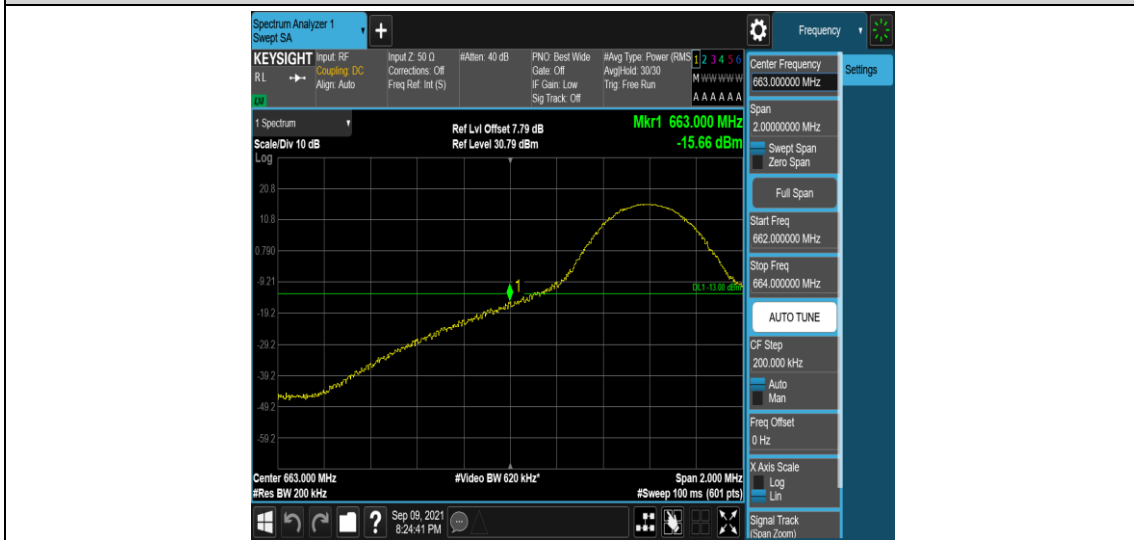 Spectrum Analyzer 1
Swept SA
+
Frequency
KEYSIGHT
RL
LXI
Input: RF
Coupling: DC
Align: Auto
Input Z: 50 Ω
Corrections: Off
Freq Ref: Int (S)
#Atten: 40 dB
PNO: Best Wide
Gate: Off
IF Gain: Low
Sig Track: Off
#Avg Type: Power (RMS
Avg|Hold: 30/30
Trig: Free Run
1 2 3 4 5 6
M W W W W W
A A A A A A
1 Spectrum
Scale/Div 10 dB
Log
Ref Lvl Offset 7.79 dB
Ref Level 30.79 dBm
Mkr1 663.000 MHz
-15.66 dBm
20.8
10.8
0.790
-9.21
-19.2
-29.2
-39.2
-49.2
-59.2
1
DL1 -13.00 dBm
Center 663.000 MHz
#Res BW 200 kHz
#Video BW 620 kHz*
Span 2.000 MHz
#Sweep 100 ms (601 pts)
Center Frequency
663.000000 MHz
Settings
Span
2.00000000 MHz
Swept Span
Zero Span
Full Span
Start Freq
662.000000 MHz
Stop Freq
664.000000 MHz
AUTO TUNE
CF Step
200.000 kHz
Auto
Man
Freq Offset
0 Hz
X Axis Scale
Log
Lin
Signal Track
(Span Zoom)
?
Sep 09, 2021
8:24:41 PM